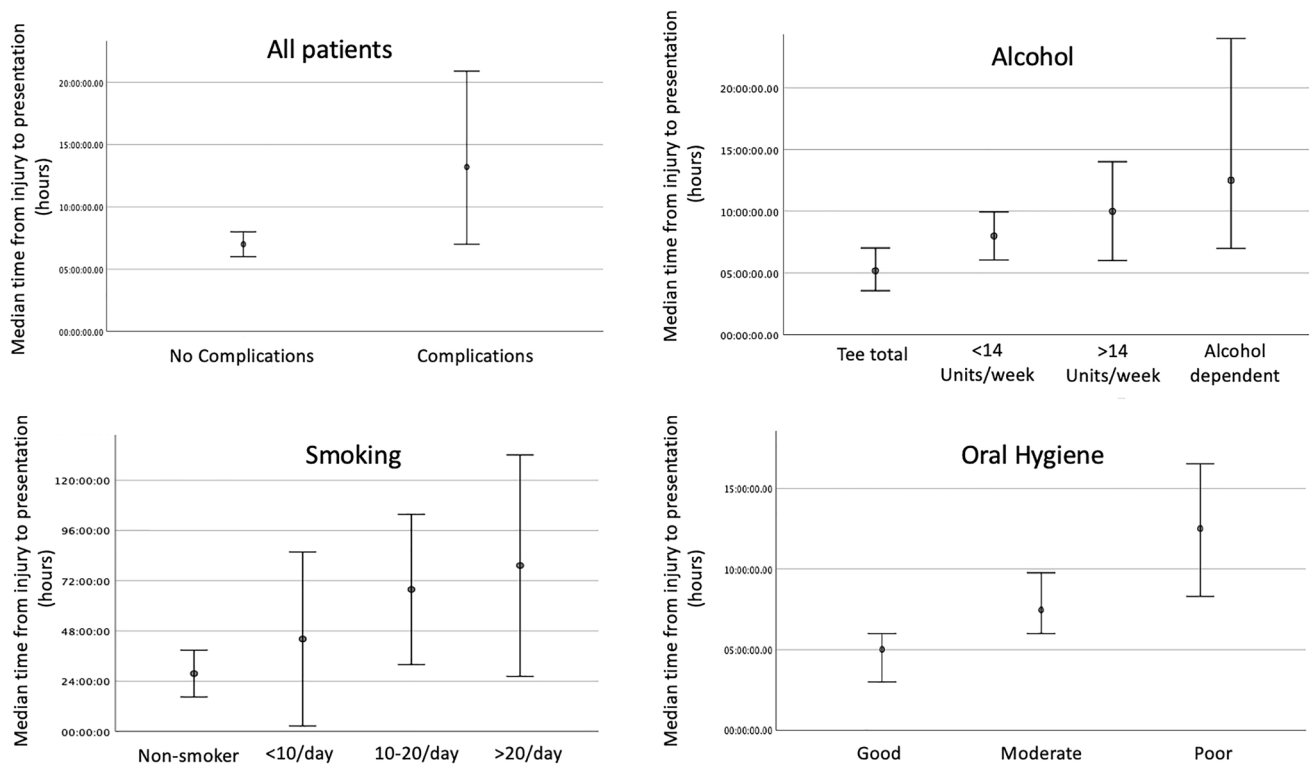 All patients
Median time from injury to presentation
(hours)
20:00:00.00
15:00:00.00
10:00:00.00
05:00:00.00
00:00:00.00
No Complications
Complications
Alcohol
Median time from injury to presentation
(hours)
20:00:00.00
15:00:00.00
10:00:00.00
05:00:00.00
00:00:00.00
Tee total
<14
Units/week
>14
Units/week
Alcohol
dependent
Smoking
Median time from injury to presentation
(hours)
120:00:00
96:00:00
72:00:00
48:00:00
24:00:00
00:00:00
Non-smoker
<10/day
10-20/day
>20/day
Oral Hygiene
Median time from injury to presentation
(hours)
15:00:00.00
10:00:00.00
05:00:00.00
00:00:00.00
Good
Moderate
Poor